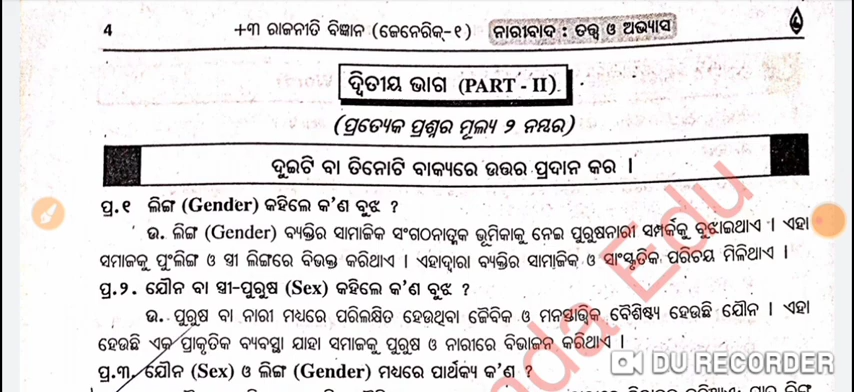 4 +୩ ରାଜନୀତି ବିଜ୍ଞାନ (ଜେନେରିକ୍-୧) ନାରୀବାଦ : ତତ୍ତ୍ୱ ଓ ଅଭ୍ୟାସ
ଦ୍ୱିତୀୟ ଭାଗ (PART - II)
(ପ୍ରତ୍ୟେକ ପ୍ରଶ୍ନର ମୂଲ୍ୟ ୨ ନମ୍ବର)
ଦୁଇଟି ବା ତିନୋଟି ବାକ୍ୟରେ ଉତ୍ତର ପ୍ରଦାନ କର ।
ପ୍ର.୧ ଲିଙ୍ଗ (Gender) କହିଲେ କ'ଣ ବୁଝ ?
ଉ. ଲିଙ୍ଗ (Gender) ବ୍ୟକ୍ତିର ସାମାଜିକ ସଂଗଠନାତ୍ମକ ଭୂମିକାକୁ ନେଇ ପୁରୁଷନାରୀ ସମ୍ପର୍କକୁ ବୁଝାଇଥାଏ । ଏହା
ସମାଜକୁ ପୁଂଲିଙ୍ଗ ଓ ସ୍ତ୍ରୀ ଲିଙ୍ଗରେ ବିଭକ୍ତ କରିଥାଏ । ଏହାଦ୍ୱାରା ବ୍ୟକ୍ତିର ସାମାଜିକ ଓ ସାଂସ୍କୃତିକ ପରିଚୟ ମିଳିଥାଏ ।
ପ୍ର.୨. ଯୌନ ବା ସ୍ତ୍ରୀ-ପୁରୁଷ (Sex) କହିଲେ କ'ଣ ବୁଝ ?
ଉ. ପୁରୁଷ ବା ନାରୀ ମଧ୍ୟରେ ପରିଲକ୍ଷିତ ହେଉଥିବା ଜୈବିକ ଓ ମନସ୍ତାତ୍ତ୍ୱିକ ବୈଶିଷ୍ଟ୍ୟ ହେଉଛି ଯୌନ । ଏହା
ହେଉଛି ଏକ ପ୍ରାକୃତିକ ବ୍ୟବସ୍ଥା ଯାହା ସମାଜକୁ ପୁରୁଷ ଓ ନାରୀରେ ବିଭାଜନ କରିଥାଏ ।
ପ୍ର.୩. ଯୌନ (Sex) ଓ ଲିଙ୍ଗ (Gender) ମଧ୍ୟରେ ପାର୍ଥକ୍ୟ କ'ଣ ?
DU RECORDER